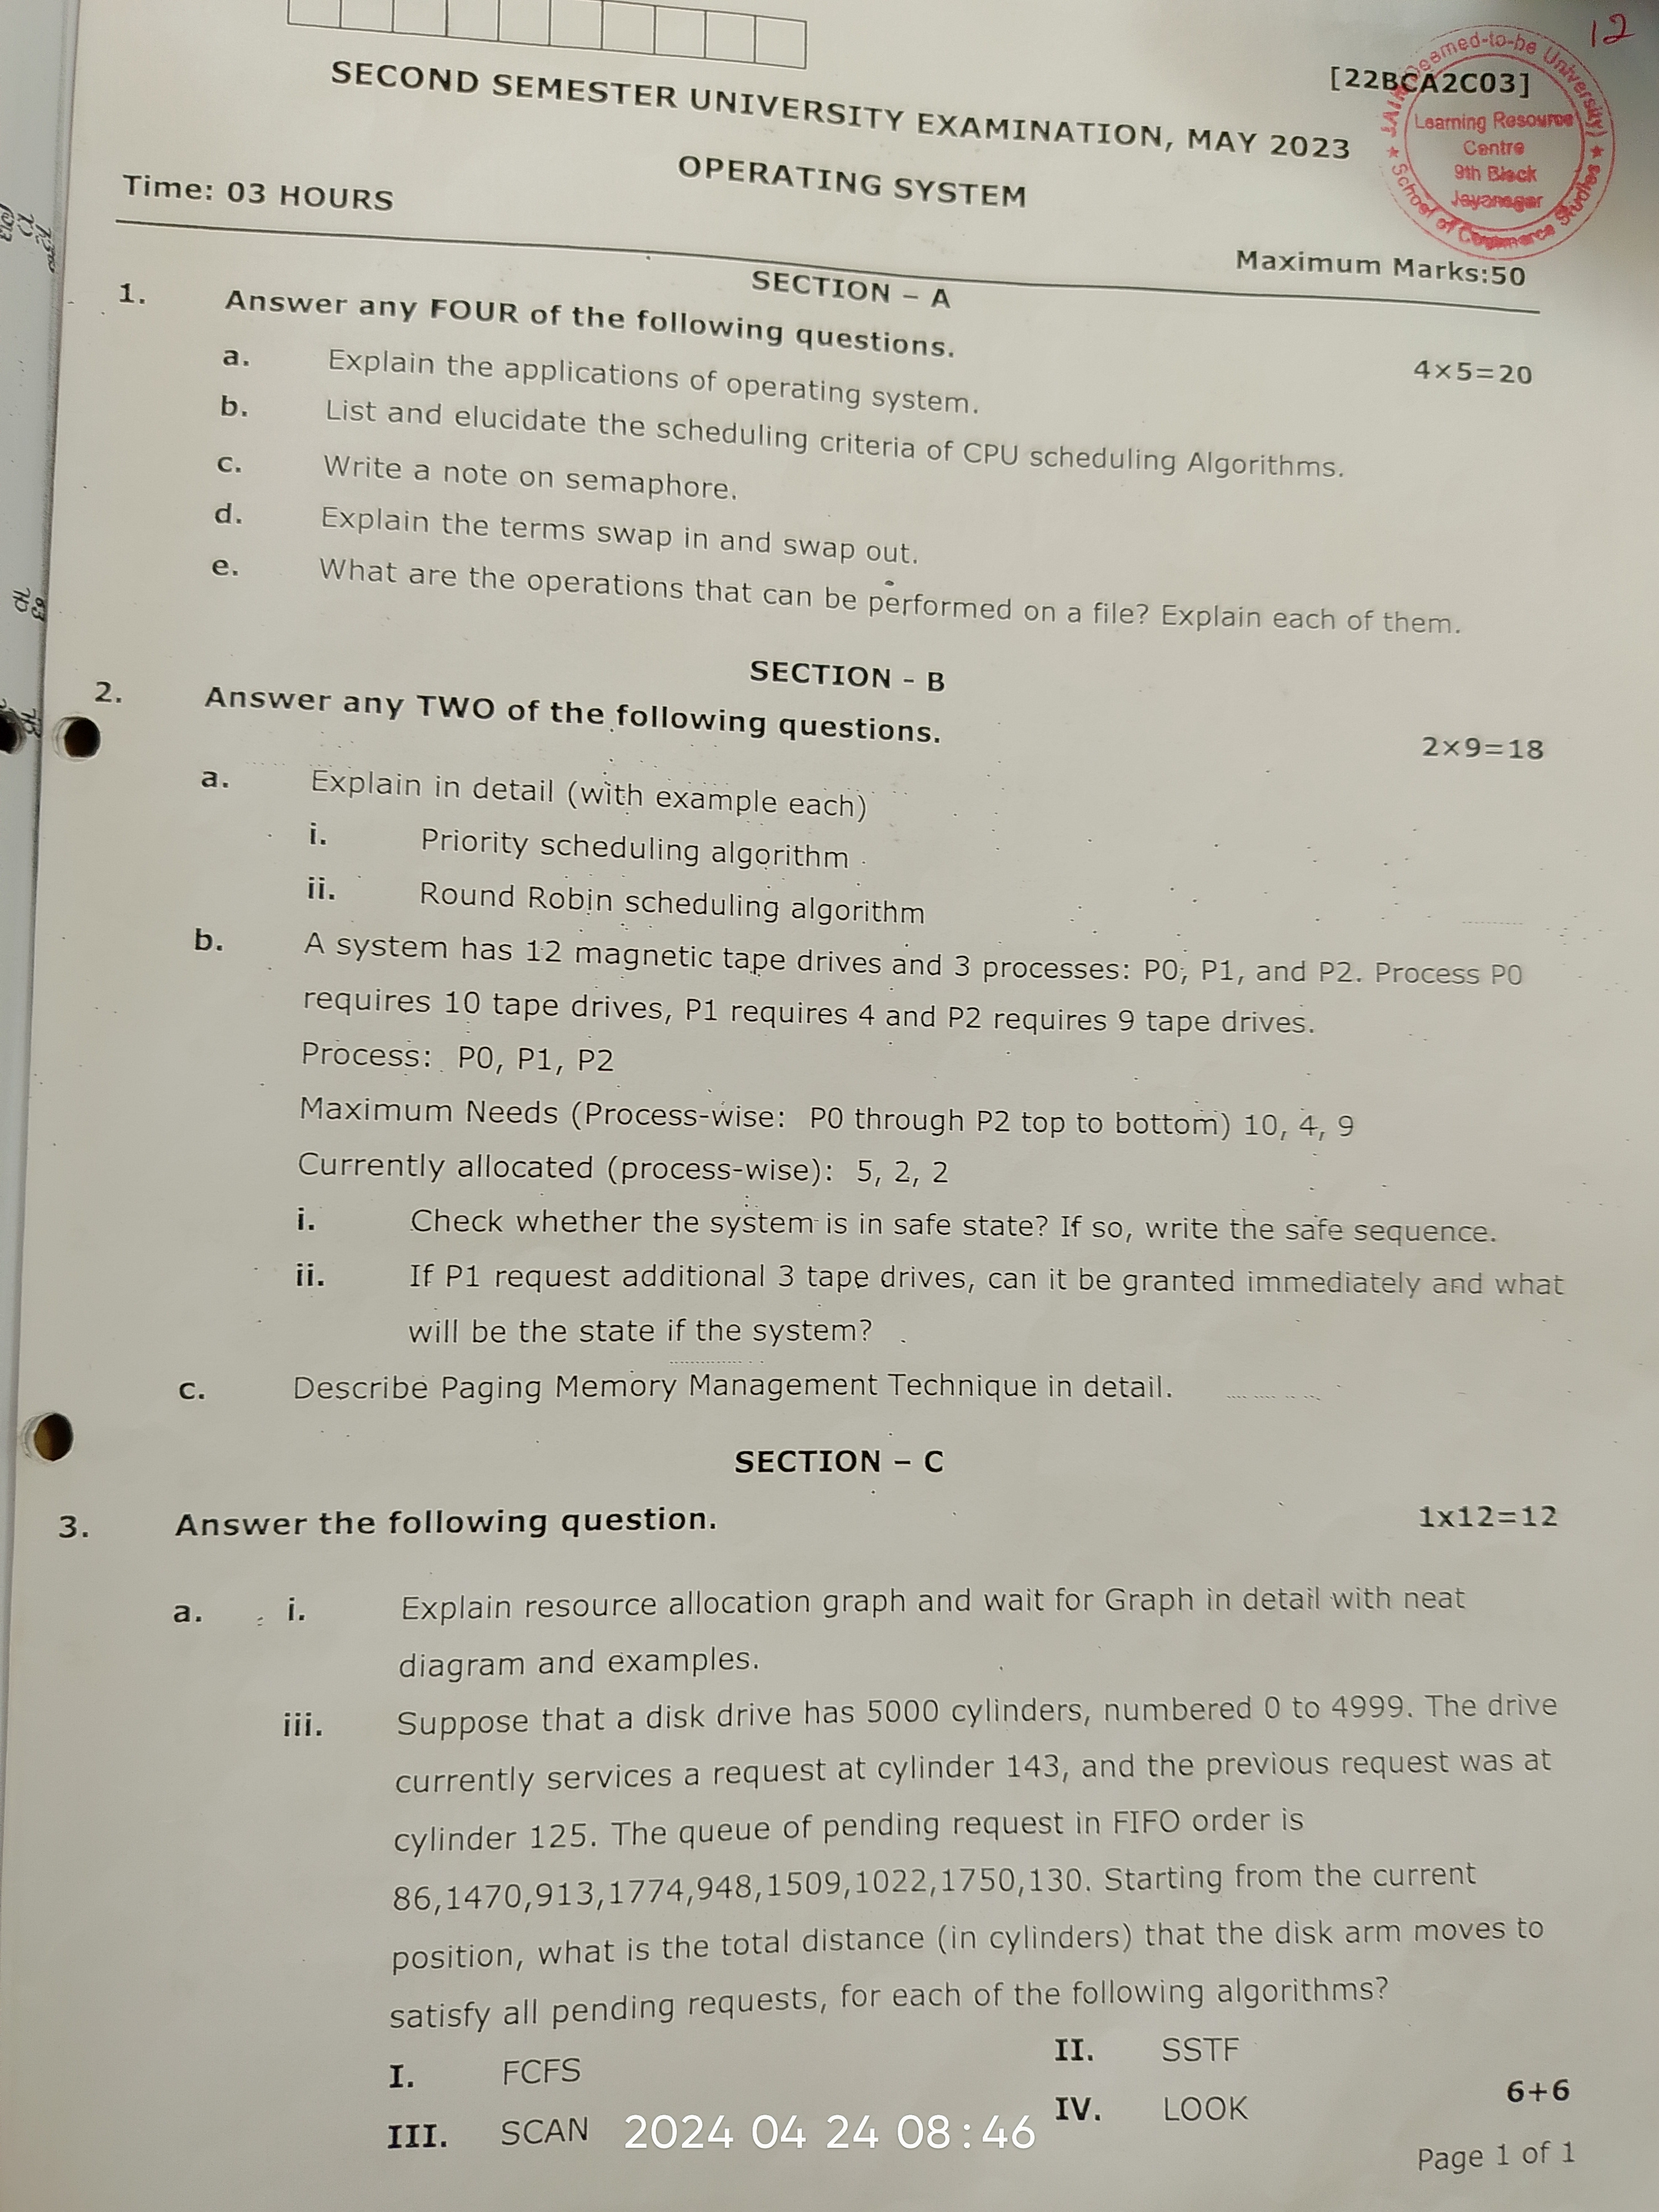 12
[22BCA2C03]
JAIN (Deemed-to-be University)
Learning Resource
Centre
9th Block
Jayanagar
School of Commerce Studies
SECOND SEMESTER UNIVERSITY EXAMINATION, MAY 2023
OPERATING SYSTEM
Time: 03 HOURS
Maximum Marks:50
SECTION – A
1. Answer any FOUR of the following questions.
4×5=20
a. Explain the applications of operating system.
b. List and elucidate the scheduling criteria of CPU scheduling Algorithms.
c. Write a note on semaphore.
d. Explain the terms swap in and swap out.
e. What are the operations that can be performed on a file? Explain each of them.
SECTION - B
2. Answer any TWO of the following questions.
2×9=18
a. Explain in detail (with example each)
i. Priority scheduling algorithm
ii. Round Robin scheduling algorithm
b. A system has 12 magnetic tape drives and 3 processes: P0, P1, and P2. Process P0
requires 10 tape drives, P1 requires 4 and P2 requires 9 tape drives.
Process: P0, P1, P2
Maximum Needs (Process-wise: P0 through P2 top to bottom) 10, 4, 9
Currently allocated (process-wise): 5, 2, 2
i. Check whether the system is in safe state? If so, write the safe sequence.
ii. If P1 request additional 3 tape drives, can it be granted immediately and what
will be the state if the system?
c. Describe Paging Memory Management Technique in detail.
SECTION – C
3. Answer the following question.
1x12=12
a. i. Explain resource allocation graph and wait for Graph in detail with neat
diagram and examples.
iii. Suppose that a disk drive has 5000 cylinders, numbered 0 to 4999. The drive
currently services a request at cylinder 143, and the previous request was at
cylinder 125. The queue of pending request in FIFO order is
86,1470,913,1774,948,1509,1022,1750,130. Starting from the current
position, what is the total distance (in cylinders) that the disk arm moves to
satisfy all pending requests, for each of the following algorithms?
I. FCFS II. SSTF
6+6
III. SCAN IV. LOOK
2024 04 24 08:46
Page 1 of 1